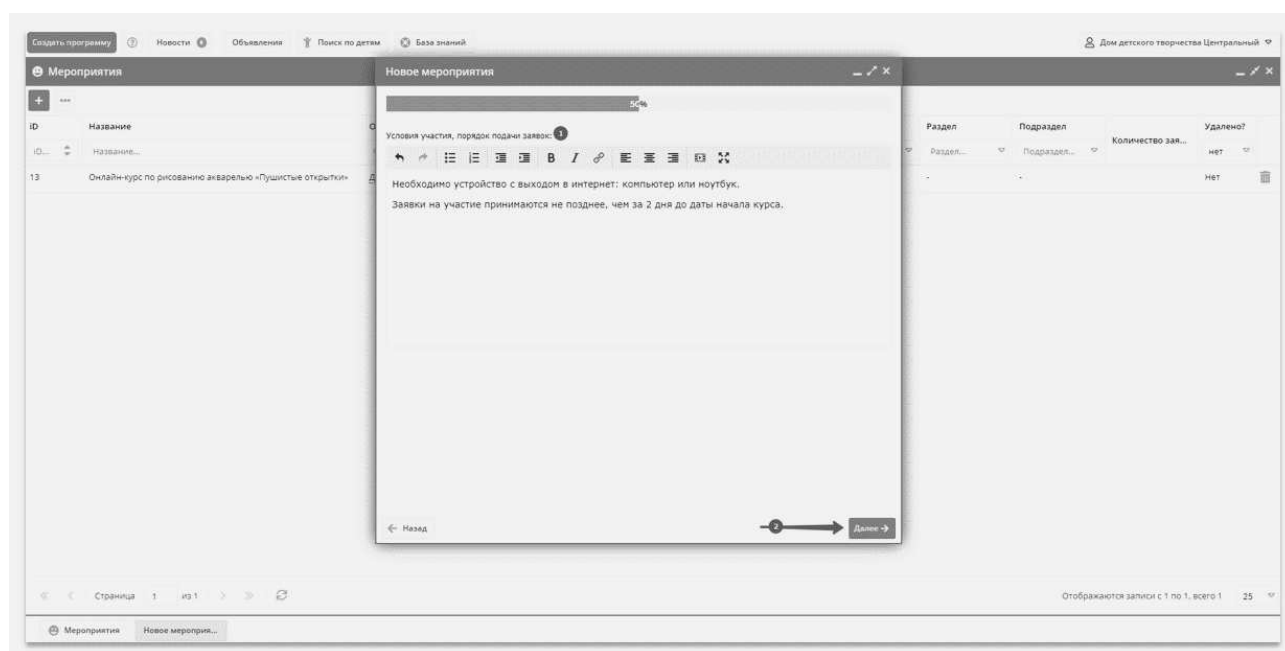 Создать программу Новости Объявления Поиск по детям База знаний Дом детского творчества Центральный
Мероприятия
Новое мероприятия
50%
iD Название Раздел Подраздел Количество зая... Удалено?
iD... Название... Раздел... Подраздел... нет
Условия участия, порядок подачи заявок: 1
13 Онлайн-курс по рисованию акварелью «Пушистые открытки» - - Нет
Необходимо устройство с выходом в интернет: компьютер или ноутбук.
Заявки на участие принимаются не позднее, чем за 2 дня до даты начала курса.
Назад 2 Далее
Страница 1 из 1 Отображаются записи с 1 по 1, всего 1 25
Мероприятия Новое мероприя...